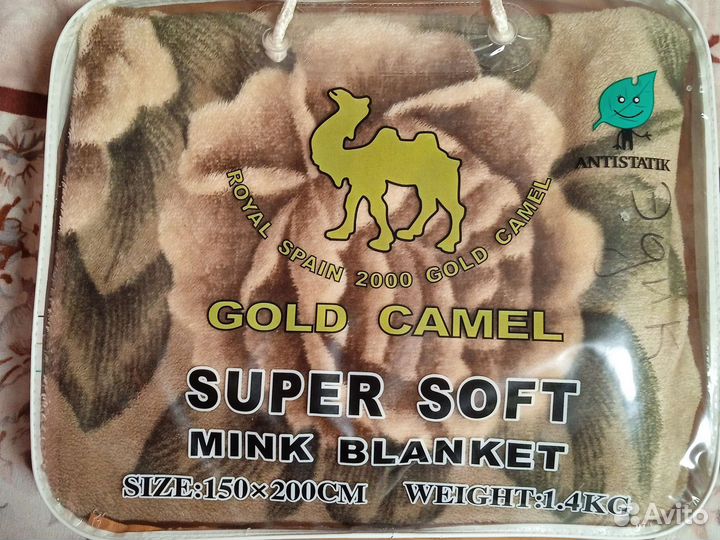 ANTISTATIK
ROYAL SPAIN 2000 GOLD CAMEL
GOLD CAMEL
SUPER SOFT
MINK BLANKET
SIZE:150×200CM WEIGHT:1.4KG
Avito